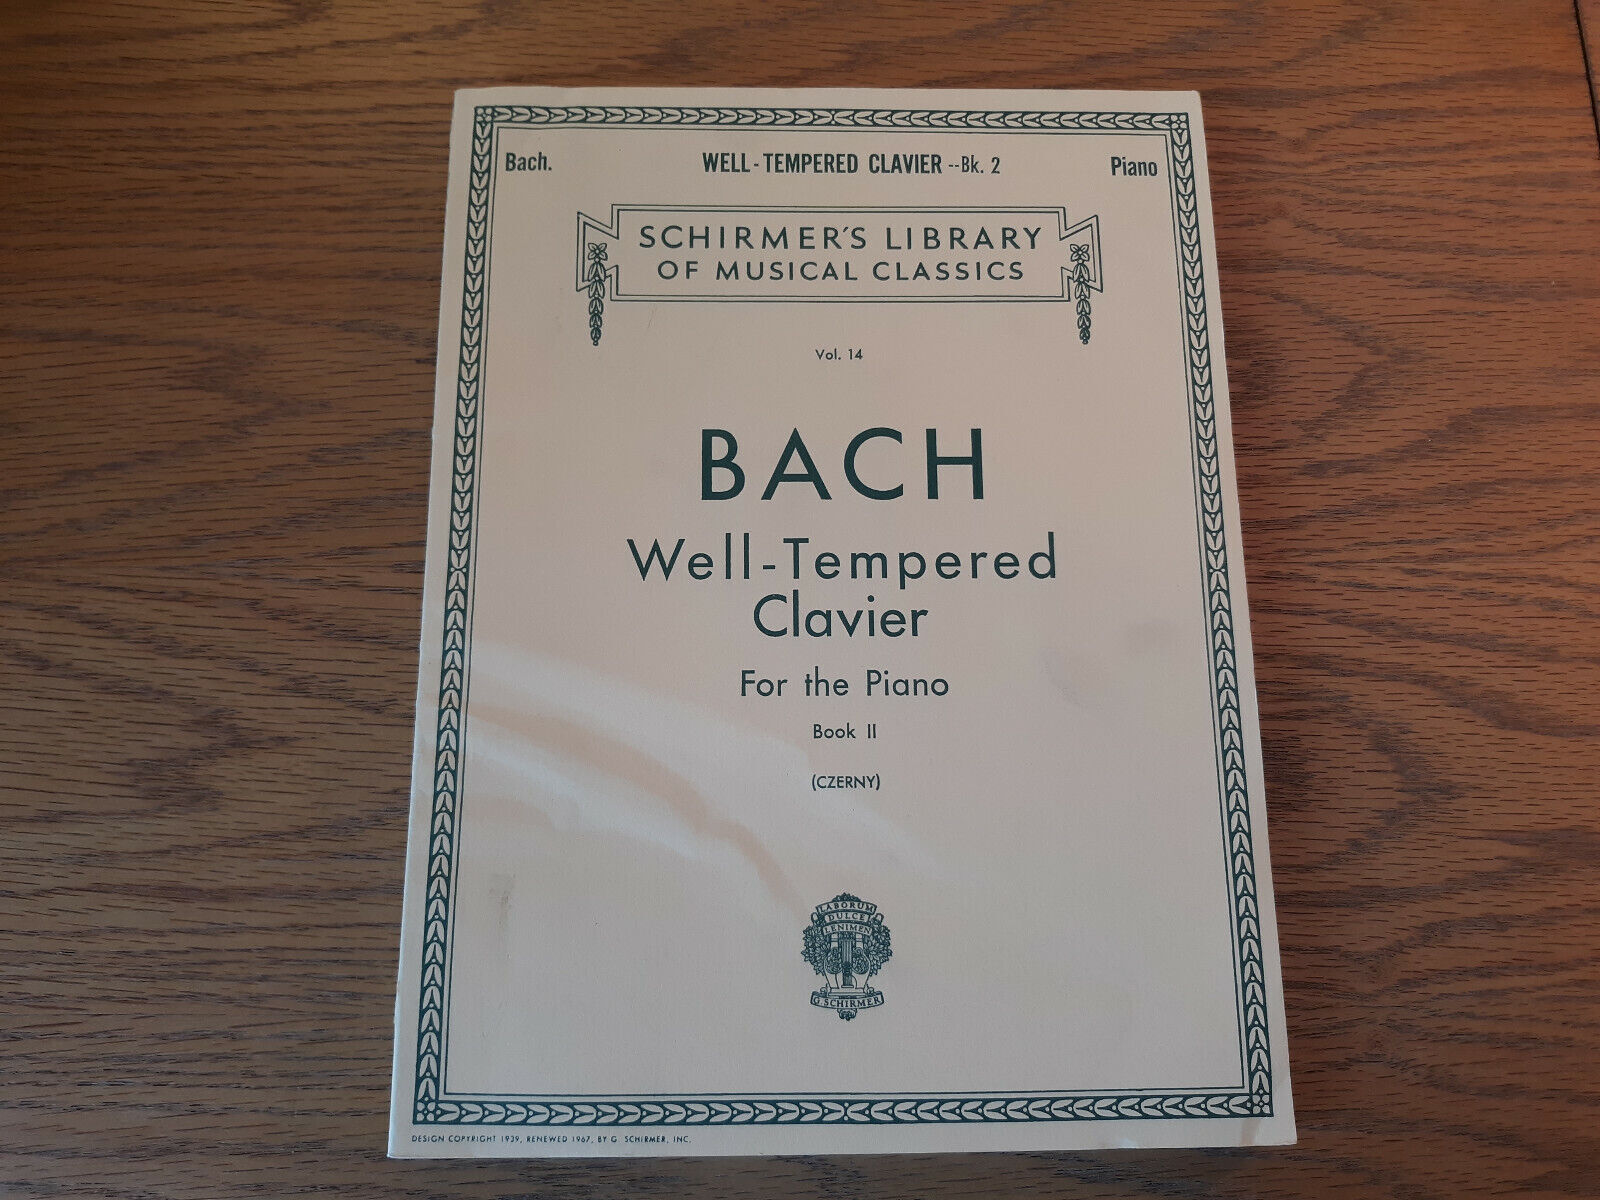 Bach. WELL-TEMPERED CLAVIER--Bk. 2 Piano
SCHIRMER'S LIBRARY
OF MUSICAL CLASSICS
Vol. 14
BACH
Well-Tempered
Clavier
For the Piano
Book II
(CZERNY)
LABORUM
DULCE
LENIMEN
G. SCHIRMER
DESIGN COPYRIGHT 1939, RENEWED 1967, BY G. SCHIRMER, INC.